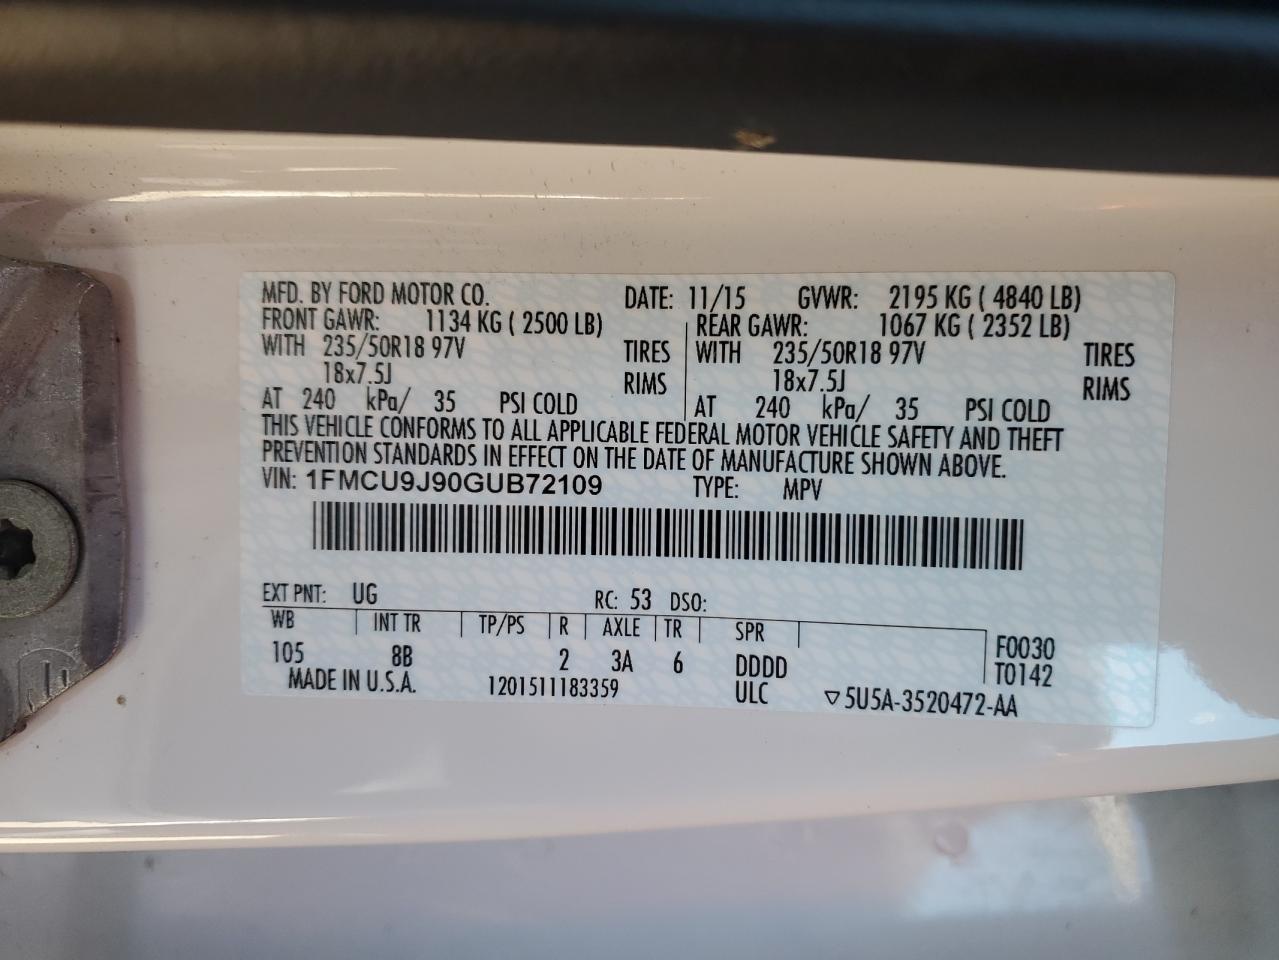 MFD. BY FORD MOTOR CO. DATE: 11/15 GVWR: 2195 KG ( 4840 LB)
FRONT GAWR: 1134 KG ( 2500 LB) REAR GAWR: 1067 KG ( 2352 LB)
WITH 235/50R18 97V TIRES WITH 235/50R18 97V TIRES
18x7.5J RIMS 18x7.5J RIMS
AT 240 kPa/ 35 PSI COLD AT 240 kPa/ 35 PSI COLD
THIS VEHICLE CONFORMS TO ALL APPLICABLE FEDERAL MOTOR VEHICLE SAFETY AND THEFT
PREVENTION STANDARDS IN EFFECT ON THE DATE OF MANUFACTURE SHOWN ABOVE.
VIN: 1FMCU9J90GUB72109 TYPE: MPV
EXT PNT: UG RC: 53 DSO:
WB INT TR TP/PS R AXLE TR SPR F0030
105 8B 2 3A 6 DDDD T0142
MADE IN U.S.A. 1201511183359 ULC ▽5U5A-3520472-AA